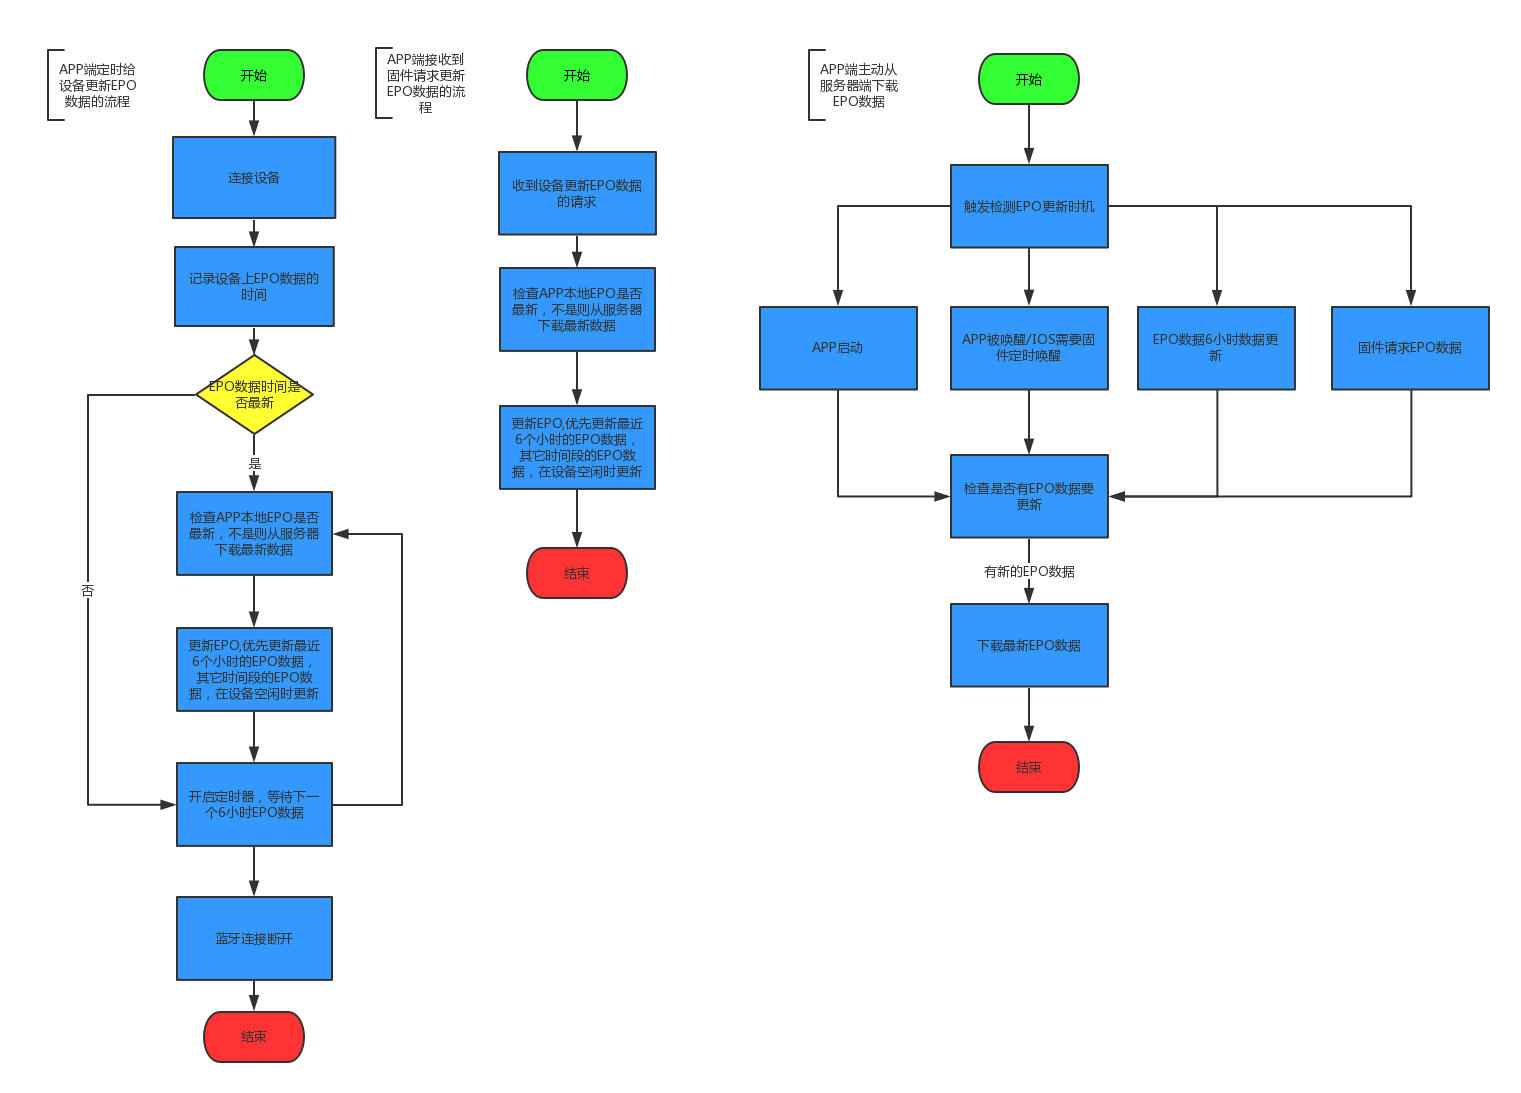 APP端定时给
设备更新EPO
数据的流程
开始
连接设备
记录设备上EPO数据的
时间
EPO数据时间是
否最新
是
否
检查APP本地EPO是否
最新，不是则从服务器
下载最新数据
更新EPO,优先更新最近
6个小时的EPO数据，
其它时间段的EPO数
据，在设备空闲时更新
开启定时器，等待下一
个6小时EPO数据
蓝牙连接断开
结束
APP端接收到
固件请求更新
EPO数据的流
程
开始
收到设备更新EPO数据
的请求
检查APP本地EPO是否
最新，不是则从服务器
下载最新数据
更新EPO,优先更新最近
6个小时的EPO数据，
其它时间段的EPO数
据，在设备空闲时更新
结束
APP端主动从
服务器端下载
EPO数据
开始
触发检测EPO更新时机
APP启动
APP被唤醒/IOS需要固
件定时唤醒
EPO数据6小时数据更
新
固件请求EPO数据
检查是否有EPO数据要
更新
有新的EPO数据
下载最新EPO数据
结束